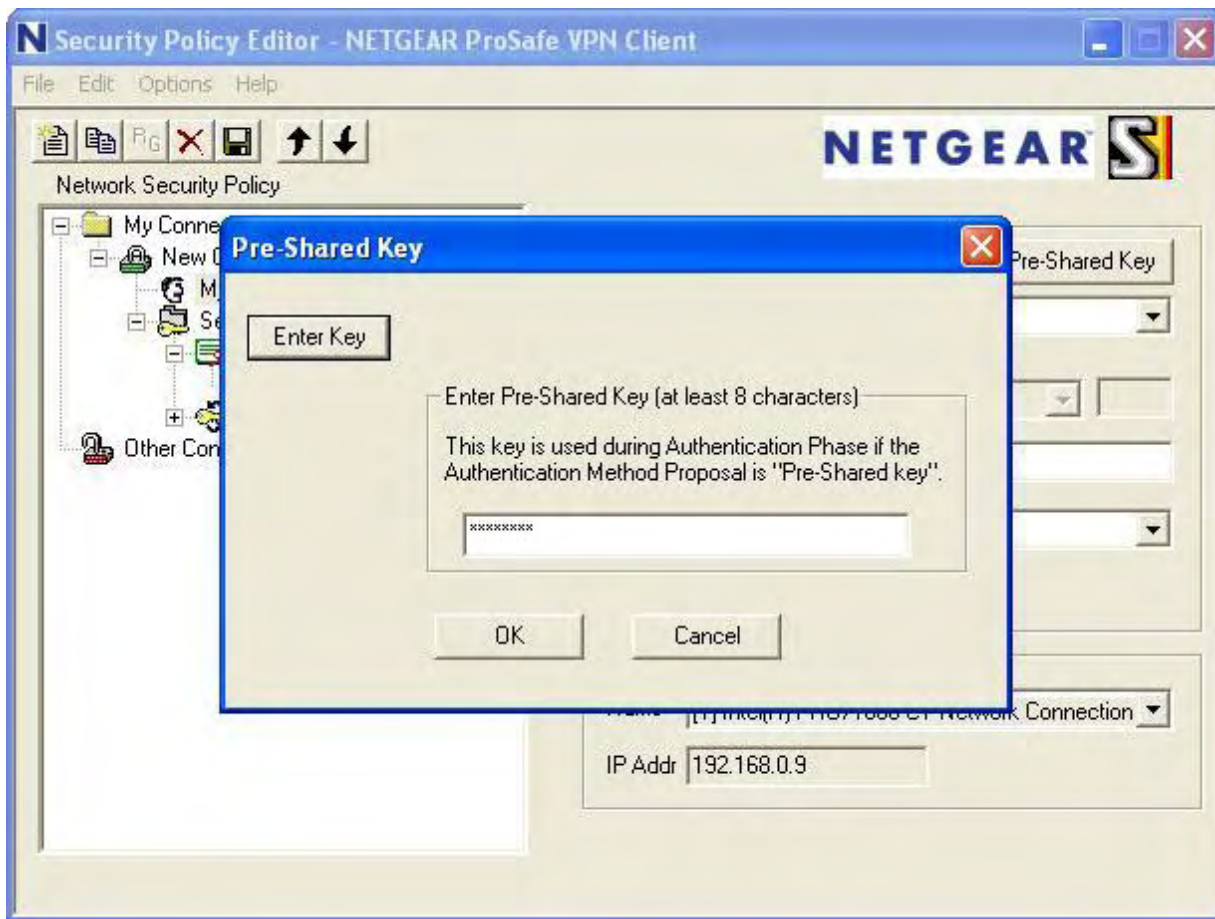 N Security Policy Editor - NETGEAR ProSafe VPN Client
File Edit Options Help
NETGEAR
Network Security Policy
My Conne
New
Pre-Shared Key
Pre-Shared Key
M
Se
Enter Key
Enter Pre-Shared Key (at least 8 characters)
This key is used during Authentication Phase if the
Authentication Method Proposal is "Pre-Shared key".
Other Con
********
OK Cancel
Network Connection
IP Addr 192.168.0.9